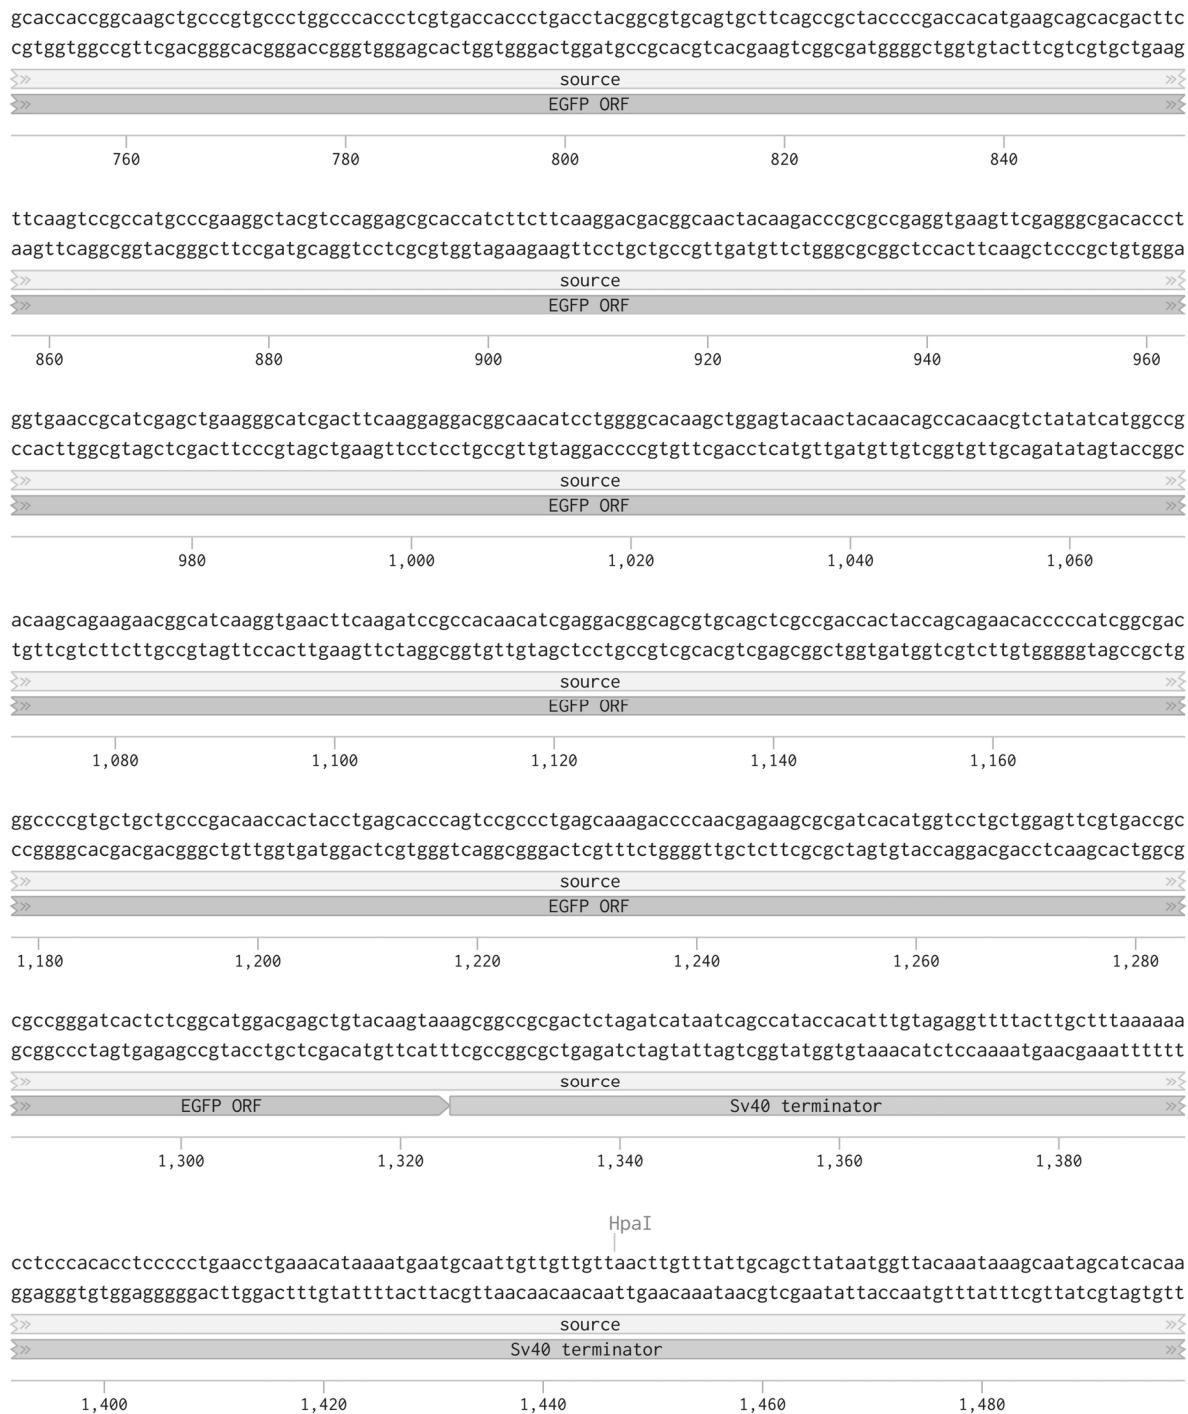 gcaccaccggcaagctgcccgtgccctggcccaccctcgtgaccaccctgacctacggcgtgcagtgcttcagccgctaccccgaccacatgaagcagcacgacttc
cgtggtggccgttcgacgggcacgggaccgggtgggagcactggtgggactggatgccgcacgtcacgaagtcggcgatggggctggtgtacttcgtcgtgctgaag
source
EGFP ORF
760 780 800 820 840
ttcaagtccgccatgcccgaaggctacgtccaggagcgcaccatcttcttcaaggacgacggcaactacaagacccgcgccgaggtgaagttcgagggcgacaccct
aagttcaggcggtacgggcttccgatgcaggtcctcgcgtggtagaagaagttcctgctgccgttgatgttctgggcgcggctccacttcaagctcccgctgtggga
source
EGFP ORF
860 880 900 920 940 960
ggtgaaccgcatcgagctgaagggcatcgacttcaaggaggacggcaacatcctggggcacaagctggagtacaactacaacagccacaacgtctatatcatggccg
ccacttggcgtagctcgacttcccgtagctgaagttcctcctgccgttgtaggaccccgtgttcgacctcatgttgatgttgtcggtgttgcagatatagtaccggc
source
EGFP ORF
980 1,000 1,020 1,040 1,060
acaagcagaagaacggcatcaaggtgaacttcaagatccgccacaacatcgaggacggcagcgtgcagctcgccgaccactaccagcagaacacccccatcggcgac
tgttcgtcttcttgccgtagttccacttgaagttctaggcggtgttgtagctcctgccgtcgcacgtcgagcggctggtgatggtcgtcttgtgggggtagccgctg
source
EGFP ORF
1,080 1,100 1,120 1,140 1,160
ggccccgtgctgctgcccgacaaccactacctgagcacccagtccgccctgagcaaagaccccaacgagaagcgcgatcacatggtcctgctggagttcgtgaccgc
ccggggcacgacgacgggctgttggtgatggactcgtgggtcaggcgggactcgtttctggggttgctcttcgcgctagtgtaccaggacgacctcaagcactggcg
source
EGFP ORF
1,180 1,200 1,220 1,240 1,260 1,280
cgccgggatcactctcggcatggacgagctgtacaagtaaagcggccgcgactctagatcataatcagccataccacatttgtagaggttttacttgctttaaaaaa
gcggccctagtgagagccgtacctgctcgacatgttcatttcgccggcgctgagatctagtattagtcggtatggtgtaaacatctccaaaatgaacgaaatttttt
source
EGFP ORF Sv40 terminator
1,300 1,320 1,340 1,360 1,380
HpaI
cctcccacacctccccctgaacctgaaacataaaatgaatgcaattgttgttgttaacttgtttattgcagcttataatggttacaaataaagcaatagcatcacaa
ggagggtgtggagggggacttggactttgtattttacttacgttaacaacaacaattgaacaaataacgtcgaatattaccaatgtttatttcgttatcgtagtgtt
source
Sv40 terminator
1,400 1,420 1,440 1,460 1,480